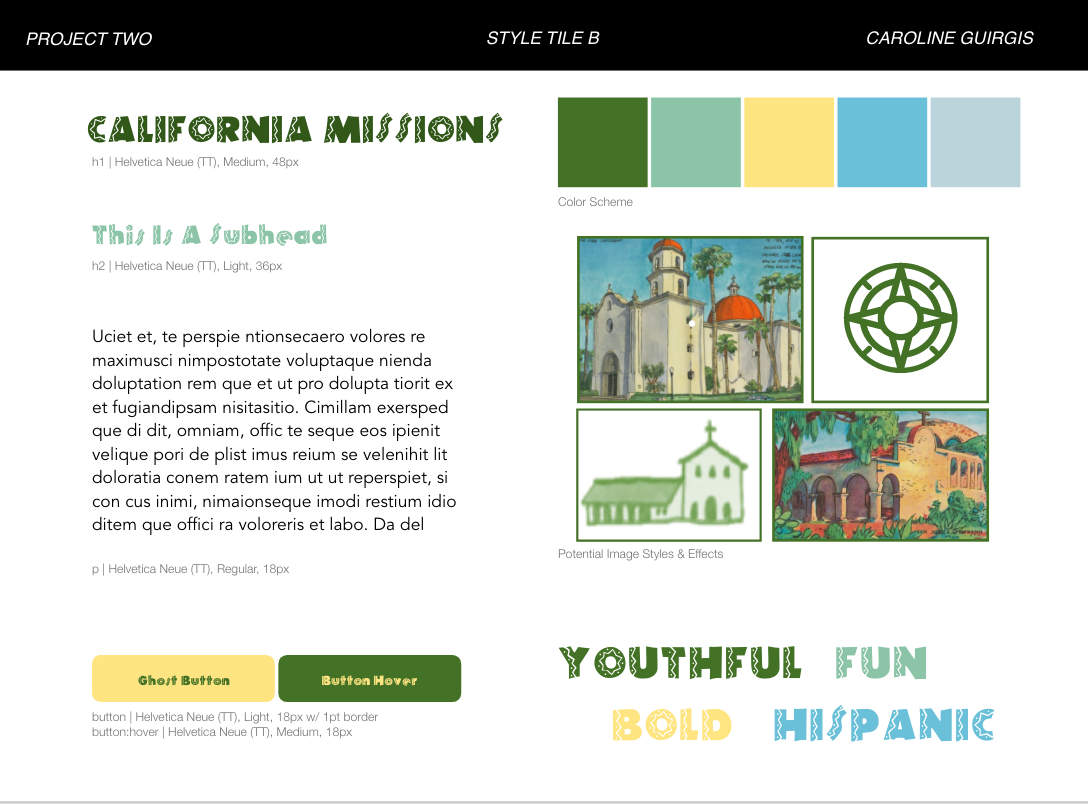 PROJECT TWO
STYLE TILE B
CAROLINE GUIRGIS
CALIFORNIA MISSIONS
h1 | Helvetica Neue (TT), Medium, 48px
This Is A Subhead
h2 | Helvetica Neue (TT), Light, 36px
Uciet et, te perspie ntionsecaero volores re
maximusci nimpostotate voluptaque nienda
doluptation rem que et ut pro dolupta tiorit ex
et fugiandipsam nisitasitio. Cimillam exersped
que di dit, omniam, offic te seque eos ipienit
velique pori de plist imus reium se velenihit lit
doloratia conem ratem ium ut ut reperspiet, si
con cus inimi, nimaionseque imodi restium idio
ditem que offici ra voloreris et labo. Da del
p | Helvetica Neue (TT), Regular, 18px
Ghost Button
Button Hover
button | Helvetica Neue (TT), Light, 18px w/ 1pt border
button:hover | Helvetica Neue (TT), Medium, 18px
Color Scheme
Potential Image Styles & Effects
YOUTHFUL FUN
BOLD HISPANIC